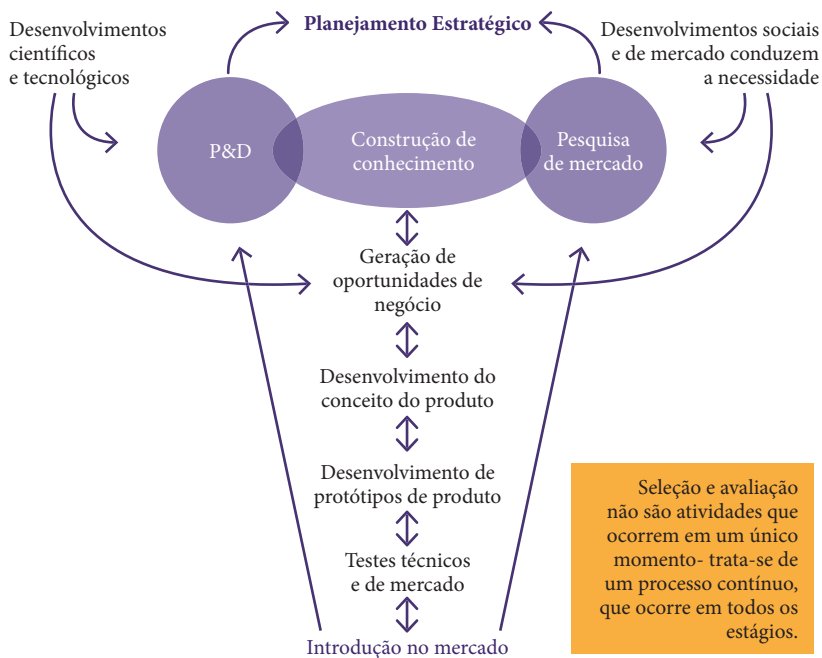 Desenvolvimentos
científicos
e tecnológicos
Planejamento Estratégico
Desenvolvimentos sociais
e de mercado conduzem
a necessidade
P&D
Construção de
conhecimento
Pesquisa
de mercado
Geração de
oportunidades de
negócio
Desenvolvimento do
conceito do produto
Desenvolvimento de
protótipos de produto
Testes técnicos
e de mercado
Introdução no mercado
Seleção e avaliação
não são atividades que
ocorrem em um único
momento- trata-se de
um processo contínuo,
que ocorre em todos os
estágios.